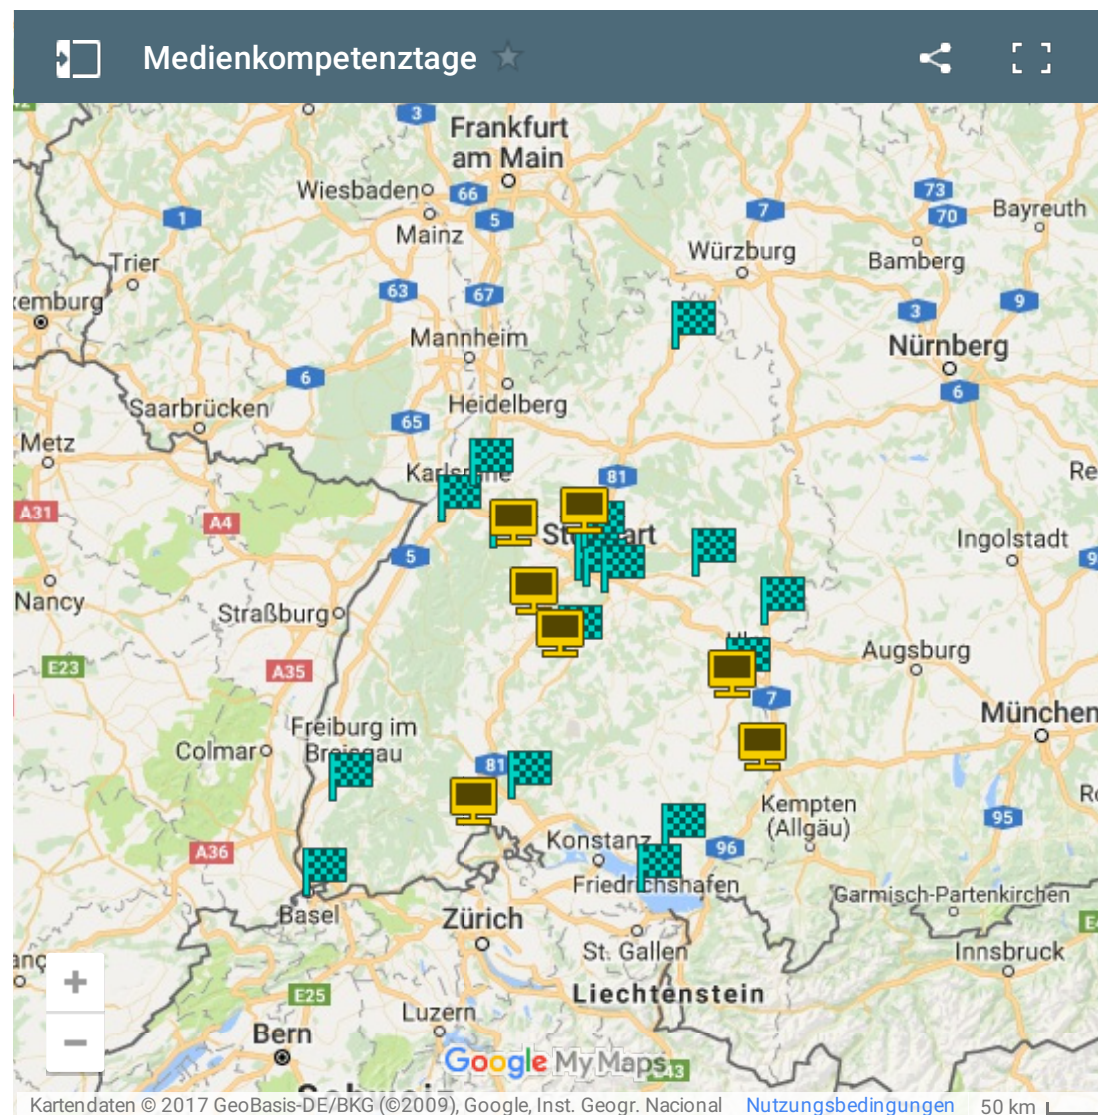 Medienkompetenztage
3
Frankfurt
am Main
Wiesbaden
66
5
Mainz
1
7
73
70
Bayreuth
Würzburg
Bamberg
Trier
63
67
9
3
Mannheim
Nürnberg
6
6
Saarbrücken
Heidelberg
65
Metz
Karlsruhe
81
A31
A4
5
Ingolstadt
Nancy
Straßburg
E23
A35
Augsburg
7
München
Freiburg im
Breisgau
Colmar
81
Kempten
(Allgäu)
95
A36
Konstanz
96
Friedrichshafen
Garmisch-Partenkirchen
Basel
Zürich
St. Gallen
Innsbruck
Liechtenstein
E25
Luzern
Bern
Google My Maps
Kartendaten © 2017 GeoBasis-DE/BKG (©2009), Google, Inst. Geogr. Nacional
Nutzungsbedingungen
50 km